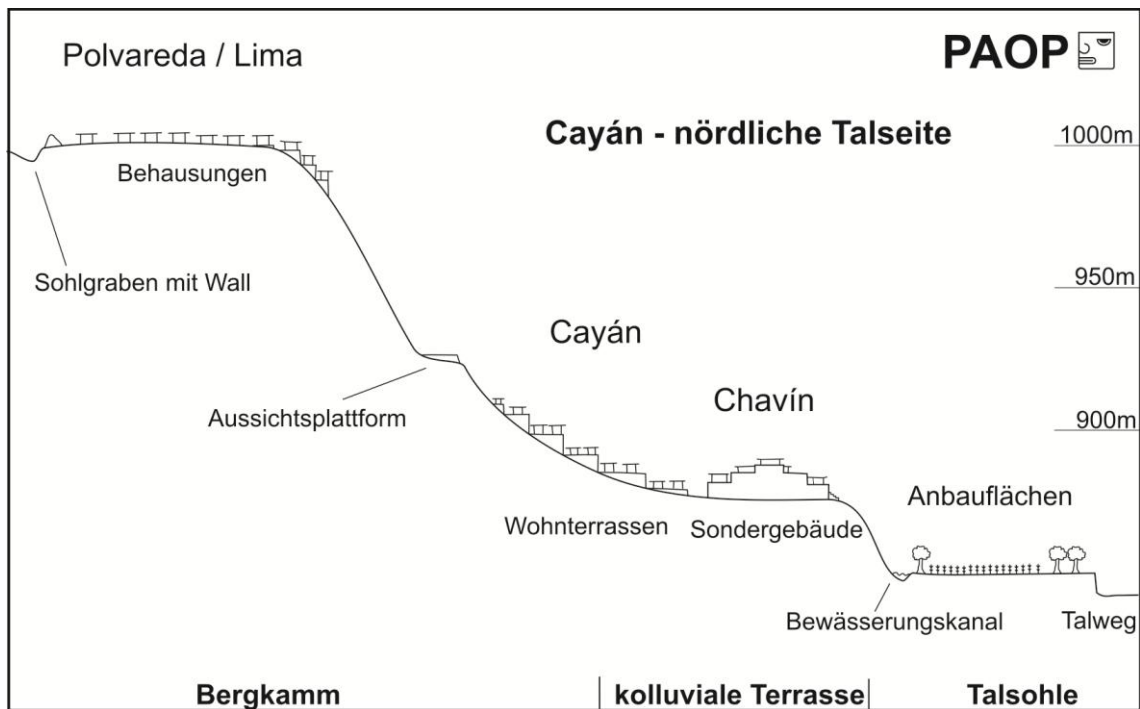 Polvareda / Lima
PAOP
Cayán - nördliche Talseite
1000m
Behausungen
Sohlgraben mit Wall
950m
Cayán
Aussichtsplattform
Chavín
900m
Anbauflächen
Wohnterrassen
Sondergebäude
Bewässerungskanal
Talweg
Bergkamm
kolluviale Terrasse
Talsohle